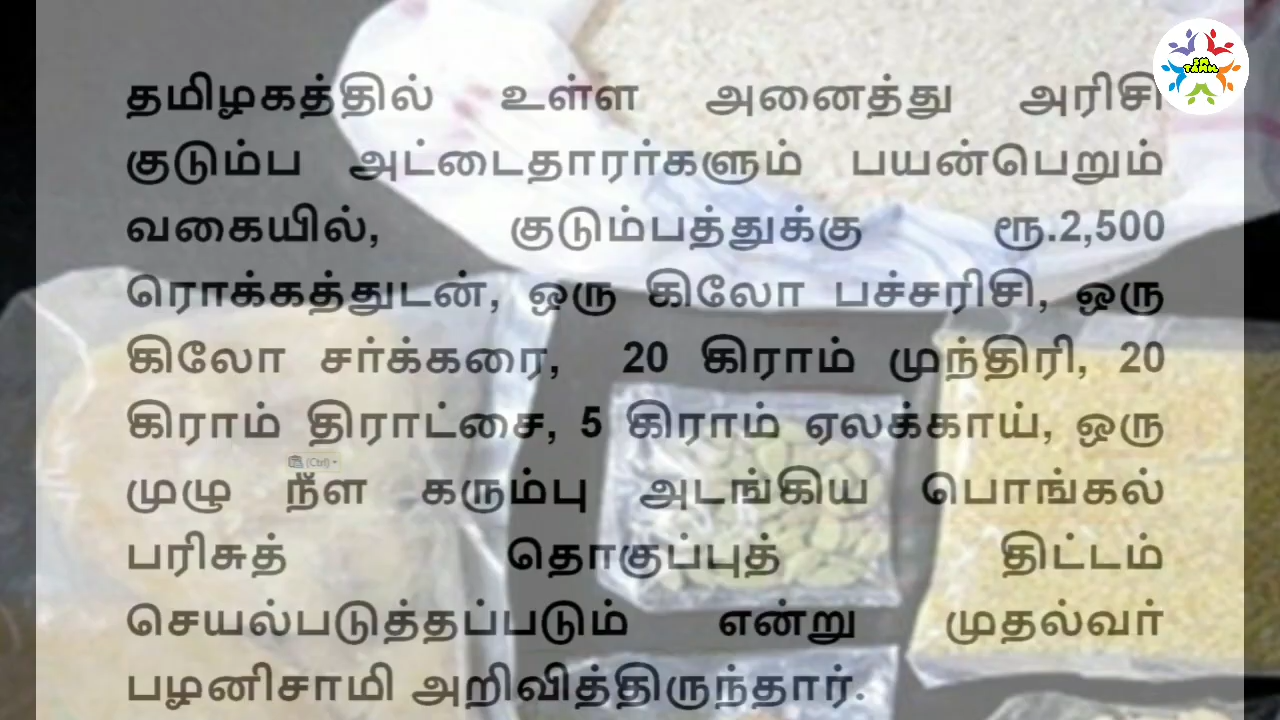 தமிழகத்தில் உள்ள அனைத்து அரிசி
குடும்ப அட்டைதாரர்களும் பயன்பெறும்
வகையில், குடும்பத்துக்கு ரூ.2,500
ரொக்கத்துடன், ஒரு கிலோ பச்சரிசி, ஒரு
கிலோ சர்க்கரை, 20 கிராம் முந்திரி, 20
கிராம் திராட்சை, 5 கிராம் ஏலக்காய், ஒரு
(Ctrl)
முழு நீள கரும்பு அடங்கிய பொங்கல்
பரிசுத் தொகுப்புத் திட்டம்
செயல்படுத்தப்படும் என்று முதல்வர்
பழனிசாமி அறிவித்திருந்தார்.